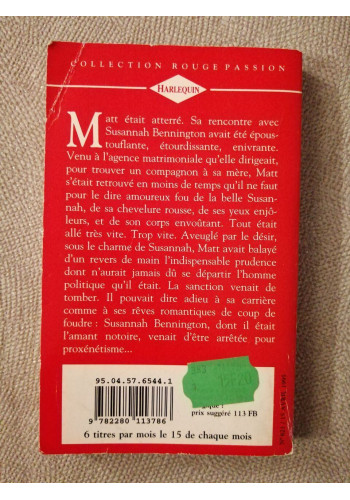 COLLECTION ROUGE PASSION
HARLEQUIN
Matt était atterré. Sa rencontre avec
Susannah Bennington avait été épous-
touflante, étourdissante, enivrante.
Venu à l'agence matrimoniale qu'elle dirigeait,
pour trouver un compagnon à sa mère, Matt
s'était retrouvé en moins de temps qu'il ne faut
pour le dire amoureux fou de la belle Susan-
nah, de sa chevelure rousse, de ses yeux enjô-
leurs, et de son corps envoûtant. Tout était
allé très vite. Trop vite. Aveuglé par le désir,
sous le charme de Susannah, Matt avait balayé
d'un revers de main l'indispensable prudence
dont n'aurait jamais dû se départir l'homme
politique qu'il était. La sanction venait de
tomber. Il pouvait dire adieu à sa carrière
comme à ses rêves romantiques de coup de
foudre : Susannah Bennington, dont il était
l'amant notoire, venait d'être arrêtée pour
proxénétisme...
95.04.57.6544.1
9 782280 113786
prix suggéré 113 FB
6 titres par mois le 15 de chaque mois